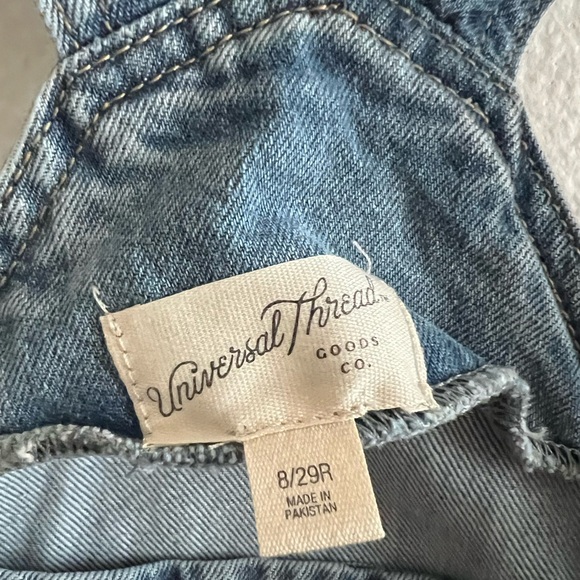 Universal Thread
GOODS
CO.
8/29R
MADE IN
PAKISTAN